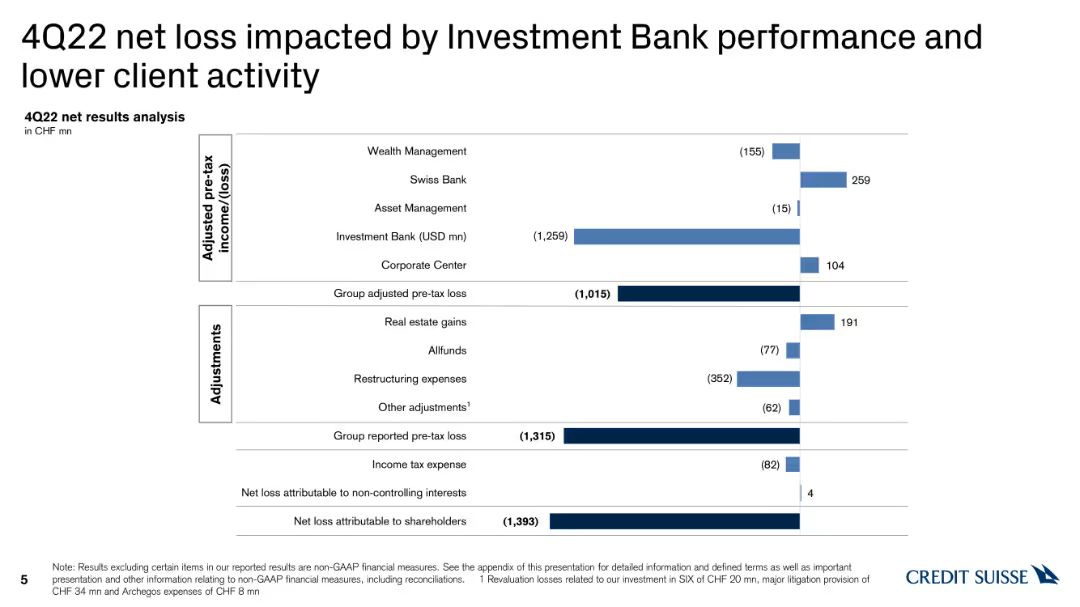 4Q22 net loss impacted by Investment Bank performance and
lower client activity
4Q22 net results analysis
in CHF mn
Adjusted pre-tax
income/(loss)
Wealth Management (155)
Swiss Bank 259
Asset Management (15)
Investment Bank (USD mn) (1,259)
Corporate Center 104
Group adjusted pre-tax loss (1,015)
Adjustments
Real estate gains 191
Allfunds (77)
Restructuring expenses (352)
Other adjustments¹ (62)
Group reported pre-tax loss (1,315)
Income tax expense (82)
Net loss attributable to non-controlling interests 4
Net loss attributable to shareholders (1,393)
5
Note: Results excluding certain items in our reported results are non-GAAP financial measures. See the appendix of this presentation for detailed information and defined terms as well as important
presentation and other information relating to non-GAAP financial measures, including reconciliations. 1 Revaluation losses related to our investment in SIX of CHF 20 mn, major litigation provision of
CHF 34 mn and Archegos expenses of CHF 8 mn
CREDIT SUISSE